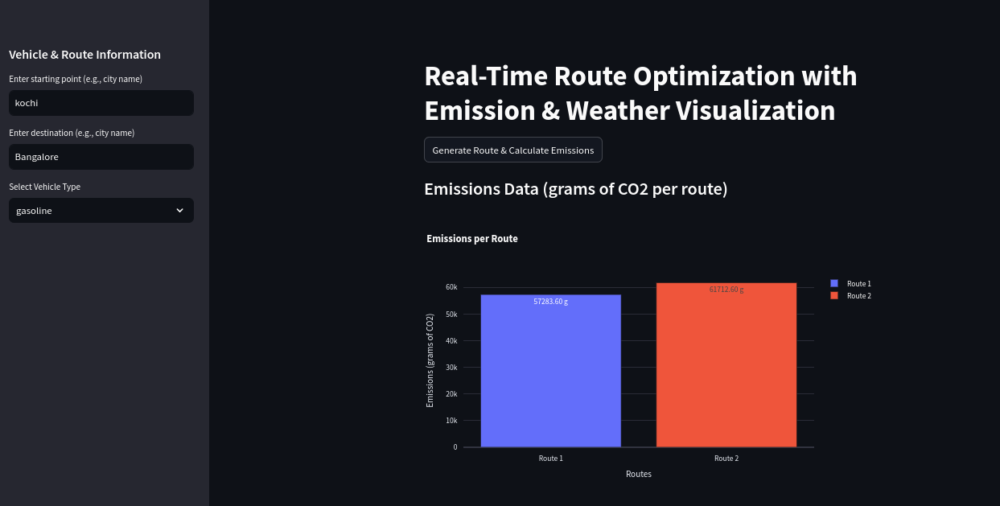 Vehicle & Route Information
Enter starting point (e.g., city name)
kochi
Enter destination (e.g., city name)
Bangalore
Select Vehicle Type
gasoline
Real-Time Route Optimization with
Emission & Weather Visualization
Generate Route & Calculate Emissions
Emissions Data (grams of CO2 per route)
Emissions per Route
Emissions (grams of CO2)
60k
50k
40k
30k
20k
10k
0
57283.60 g
61712.60 g
Route 1
Route 2
Routes
Route 1
Route 2